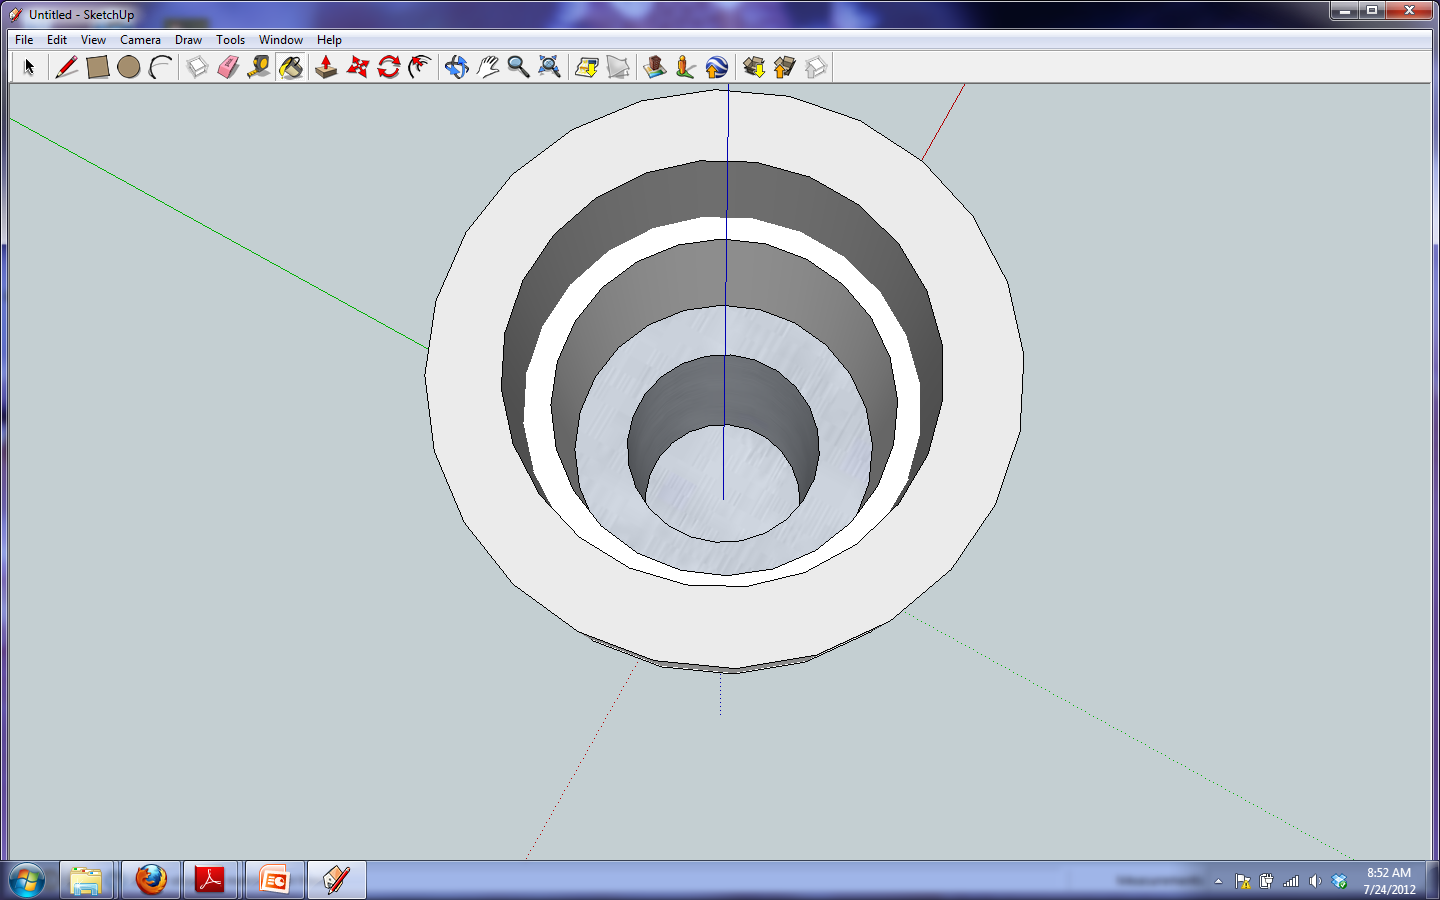 Untitled - SketchUp
File Edit View Camera Draw Tools Window Help
8:52 AM
7/24/2012